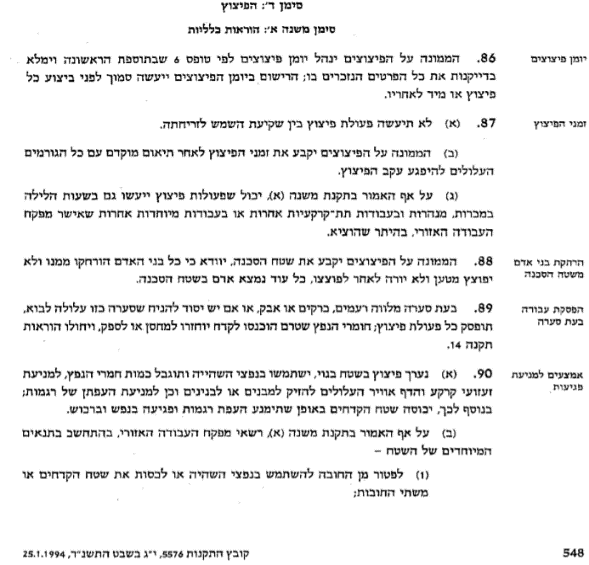 סימן ד׳: הפיצוץ
סימן משנה א׳: הוראות כלליות
יומן פיצוצים
86. הממונה על הפיצוצים ינהל יומן פיצוצים לפי טופס 6 שבתוספת הראשונה וימלא
בדייקנות את כל הפרטים הנזכרים בו; הרישום ביומן הפיצוצים ייעשה סמוך לפני ביצוע כל
פיצוץ או מיד לאחריו.
זמני הפיצוץ
87. (א) לא תיעשה פעולת פיצוץ בין שקיעת השמש לזריחתה.
(ב) הממונה על הפיצוצים יקבע את זמני הפיצוץ לאחר תיאום מוקדם עם כל הגורמים
העלולים להיפגע עקב הפיצוץ.
(ג) על אף האמור בתקנת משנה (א), יכול שפעולות פיצוץ ייעשו גם בשעות הלילה
במכרות, מנהרות ובעבודות תת־קרקעיות אחרות או בעבודות מיוחדות אחרות שאישר מפקח
העבודה האזורי, בהיתר שהוציא.
הרחקת בני אדם
משטח הסכנה
88. הממונה על הפיצוצים יקבע את שטח הסכנה, יוודא כי כל בני האדם הורחקו ממנו ולא
יפוצץ מטען ולא יורה לאחר לפוצצו, כל עוד נמצא אדם בשטח הסכנה.
הפסקת עבודה
בעת סערה
89. בעת סערה מלווה רעמים, ברקים או אבק, או אם יש יסוד להניח שסערה כזו עלולה לבוא,
תופסק כל פעולת פיצוץ; חומרי הנפץ שטרם הוכנסו לקדח יוחזרו למחסן או לספק, ויחולו הוראות
תקנה 14.
אמצעים למניעת
פגיעות
90. (א) נערך פיצוץ בשטח בנוי, ישתמשו בנפצי השהייה ותוגבל כמות חמרי הנפץ, למניעת
זעזועי קרקע והדף אוויר העלולים להזיק למבנים או לבנינים וכן למניעת העפתן של רגמות;
בנוסף לכך, יכוסה שטח הקדחים באופן שתימנע העפת רגמות ופגיעה בנפש וברכוש.
(ב) על אף האמור בתקנת משנה (א), רשאי מפקח העבודה האזורי, בהתחשב בתנאים
המיוחדים של השטח –
(1) לפטור מן החובה להשתמש בנפצי השהיה או לכסות את שטח הקדחים או
משתי החובות;
548
קובץ התקנות 5576, י״ג בשבט התשנ״ד, 25.1.1994